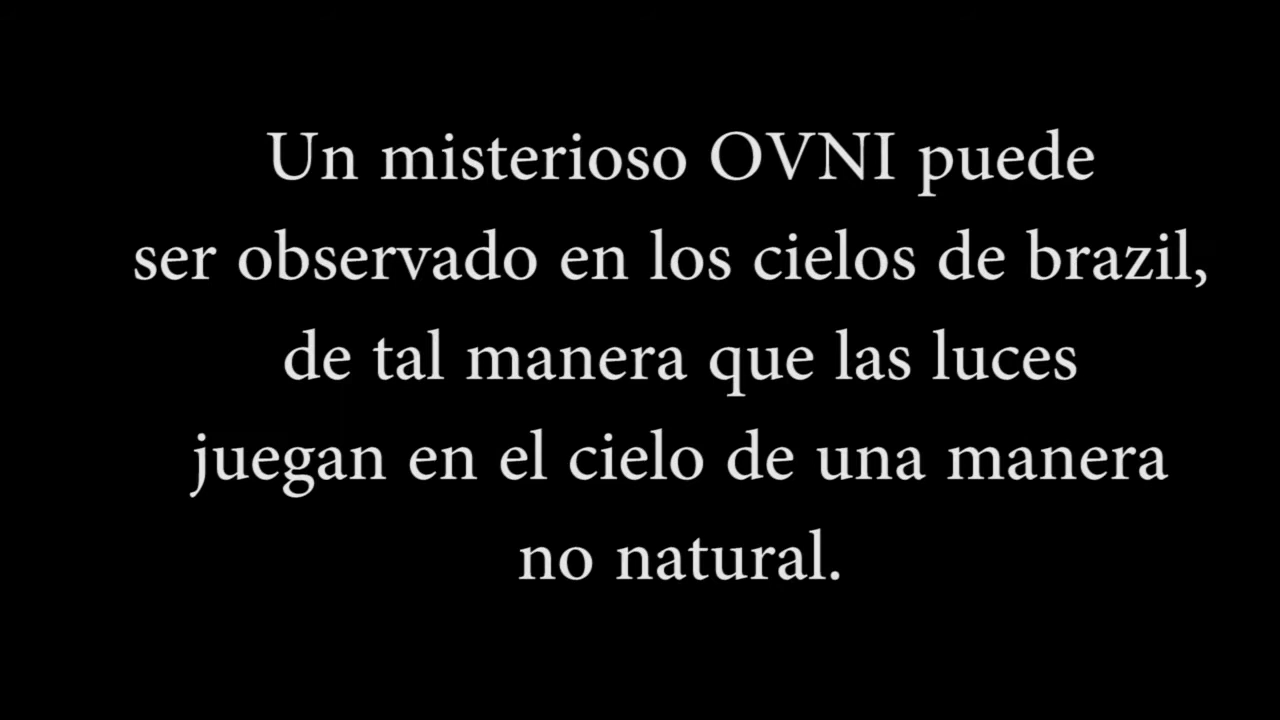 Un misterioso OVNI puede
ser observado en los cielos de brazil,
de tal manera que las luces
juegan en el cielo de una manera
no natural.